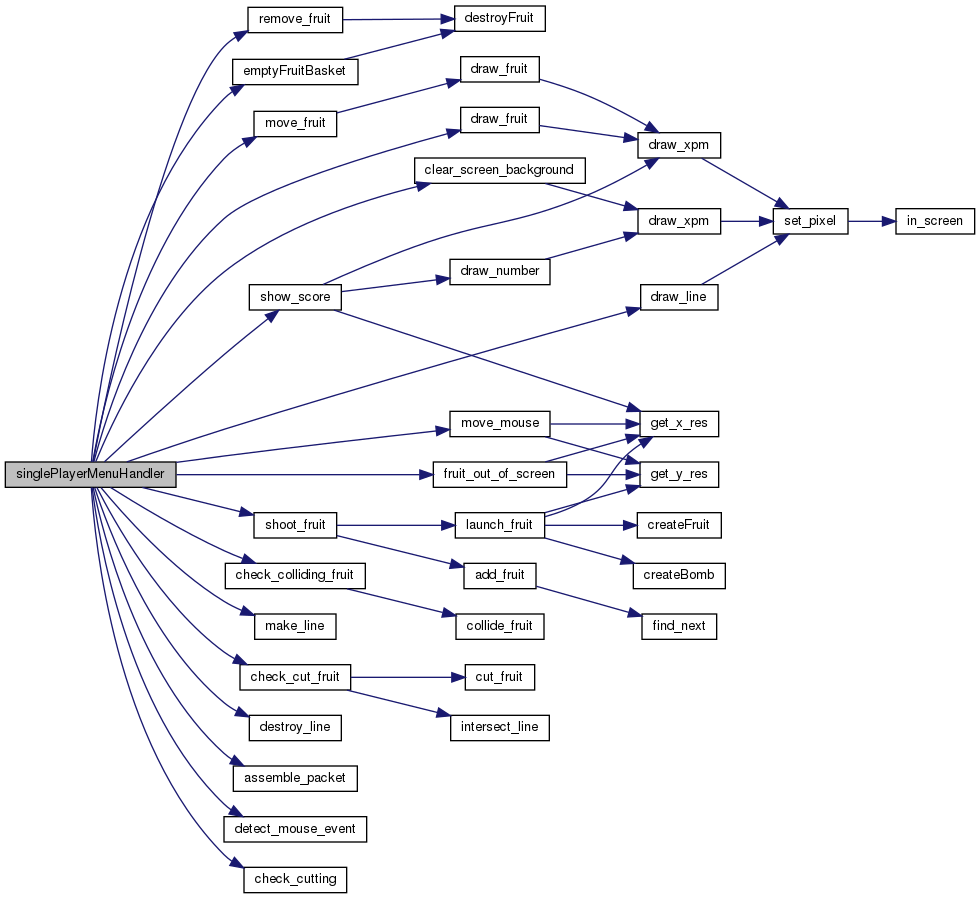 remove_fruit
destroyFruit
emptyFruitBasket
draw_fruit
move_fruit
draw_fruit
draw_xpm
clear_screen_background
draw_xpm
set_pixel
in_screen
draw_number
show_score
draw_line
move_mouse
get_x_res
singlePlayerMenuHandler
fruit_out_of_screen
get_y_res
shoot_fruit
launch_fruit
createFruit
check_colliding_fruit
add_fruit
createBomb
make_line
collide_fruit
find_next
check_cut_fruit
cut_fruit
destroy_line
intersect_line
assemble_packet
detect_mouse_event
check_cutting